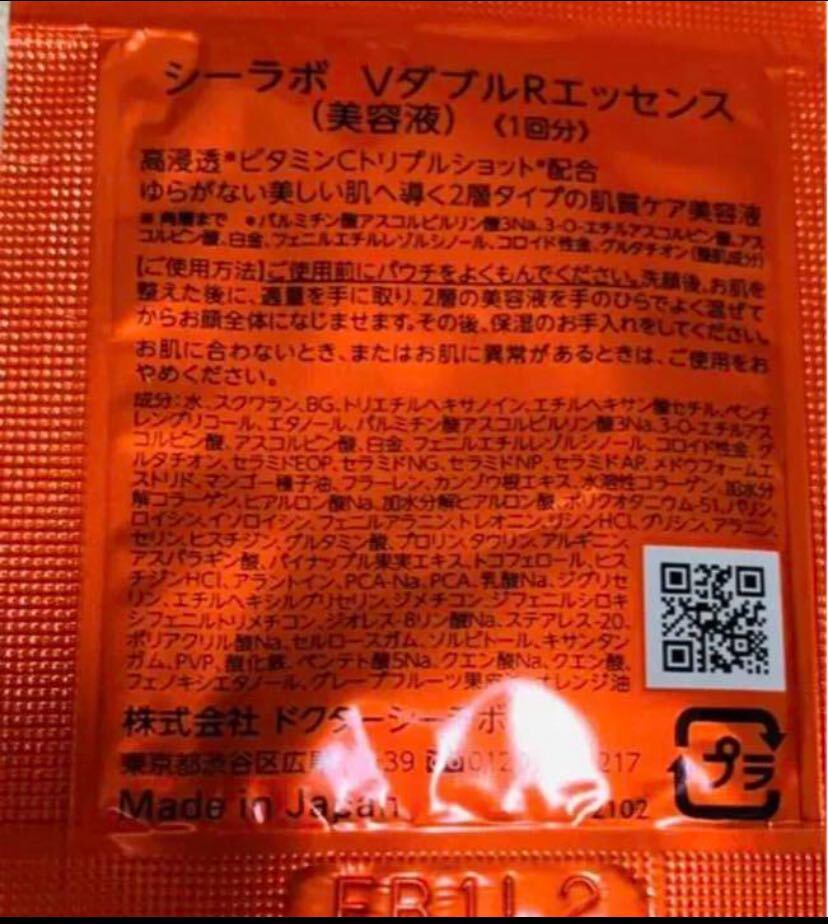 シーラボ VダブルRエッセンス
(美容液) 《1回分》
高浸透*ビタミンCトリプルショット*配合
ゆらがない美しい肌へ導く2層タイプの肌質ケア美容液
※角層まで *パルミチン酸アスコルビルリン酸3Na、3-O-エチルアスコルビン酸、アス
コルビン酸、白金、フェニルエチルレゾルシノール、コロイド性金、グルタチオン(整肌成分)
【ご使用方法】ご使用前にパウチをよくもんでください。洗顔後、お肌を
整えた後に、適量を手に取り、2層の美容液を手のひらでよく混ぜて
からお顔全体になじませます。その後、保湿のお手入れをしてください。
お肌に合わないとき、またはお肌に異常があるときは、ご使用をお
やめください。
成分:水、スクワラン、BG、トリエチルヘキサノイン、エチルヘキサン酸セチル、ペンチ
レングリコール、エタノール、パルミチン酸アスコルビルリン酸3Na、3-O-エチルアス
コルビン酸、アスコルビン酸、白金、フェニルエチルレゾルシノール、コロイド性金、グ
ルタチオン、セラミドEOP、セラミドNG、セラミドNP、セラミドAP、メドウフォームエ
ストリド、マンゴー種子油、フラーレン、カンゾウ根エキス、水溶性コラーゲン、加水分
解コラーゲン、ヒアルロン酸Na、加水分解ヒアルロン酸、ポリクオタニウム-51、バリン、
ロイシン、イソロイシン、フェニルアラニン、トレオニン、リシンHCl、グリシン、アラニン、
セリン、ヒスチジン、グルタミン酸、プロリン、タウリン、アルギニン、
アスパラギン酸、パイナップル果実エキス、トコフェロール、ヒス
チジンHCl、アラントイン、PCA-Na、PCA、乳酸Na、ジグリセ
リン、エチルヘキシルグリセリン、ジメチコン、ジフェニルシロキ
シフェニルトリメチコン、ジオレス-8リン酸Na、ステアレス-20、
ポリアクリル酸Na、セルロースガム、ソルビトール、キサンタン
ガム、PVP、酸化鉄、ペンテト酸5Na、クエン酸Na、クエン酸、
フェノキシエタノール、グレープフルーツ果皮油、オレンジ油
株式会社 ドクターシーラボ
東京都渋谷区広尾 39 012 217
Made in Japan 2102
プラ